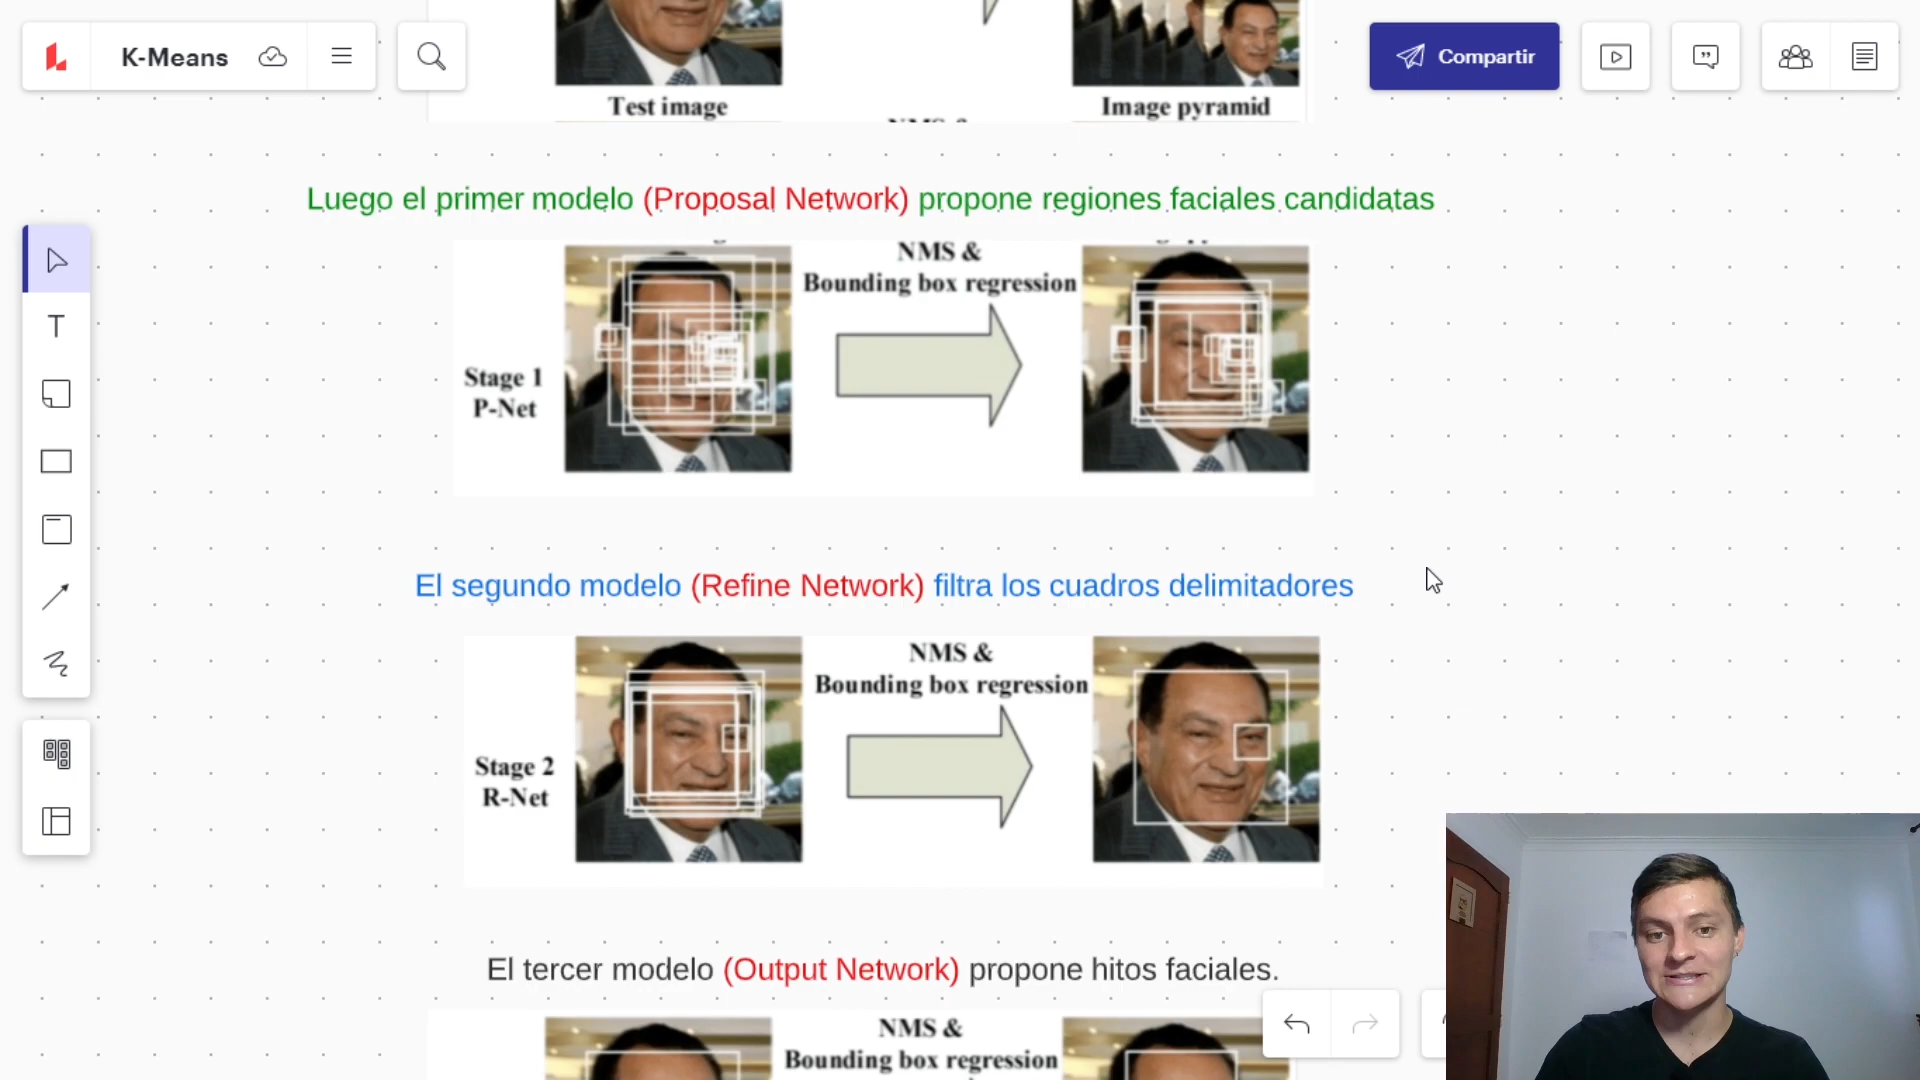 K-Means
Compartir
Test image
Image pyramid
Luego el primer modelo (Proposal Network) propone regiones faciales candidatas
NMS &
Bounding box regression
Stage 1
P-Net
El segundo modelo (Refine Network) filtra los cuadros delimitadores
NMS &
Bounding box regression
Stage 2
R-Net
El tercer modelo (Output Network) propone hitos faciales.
NMS &
Bounding box regression